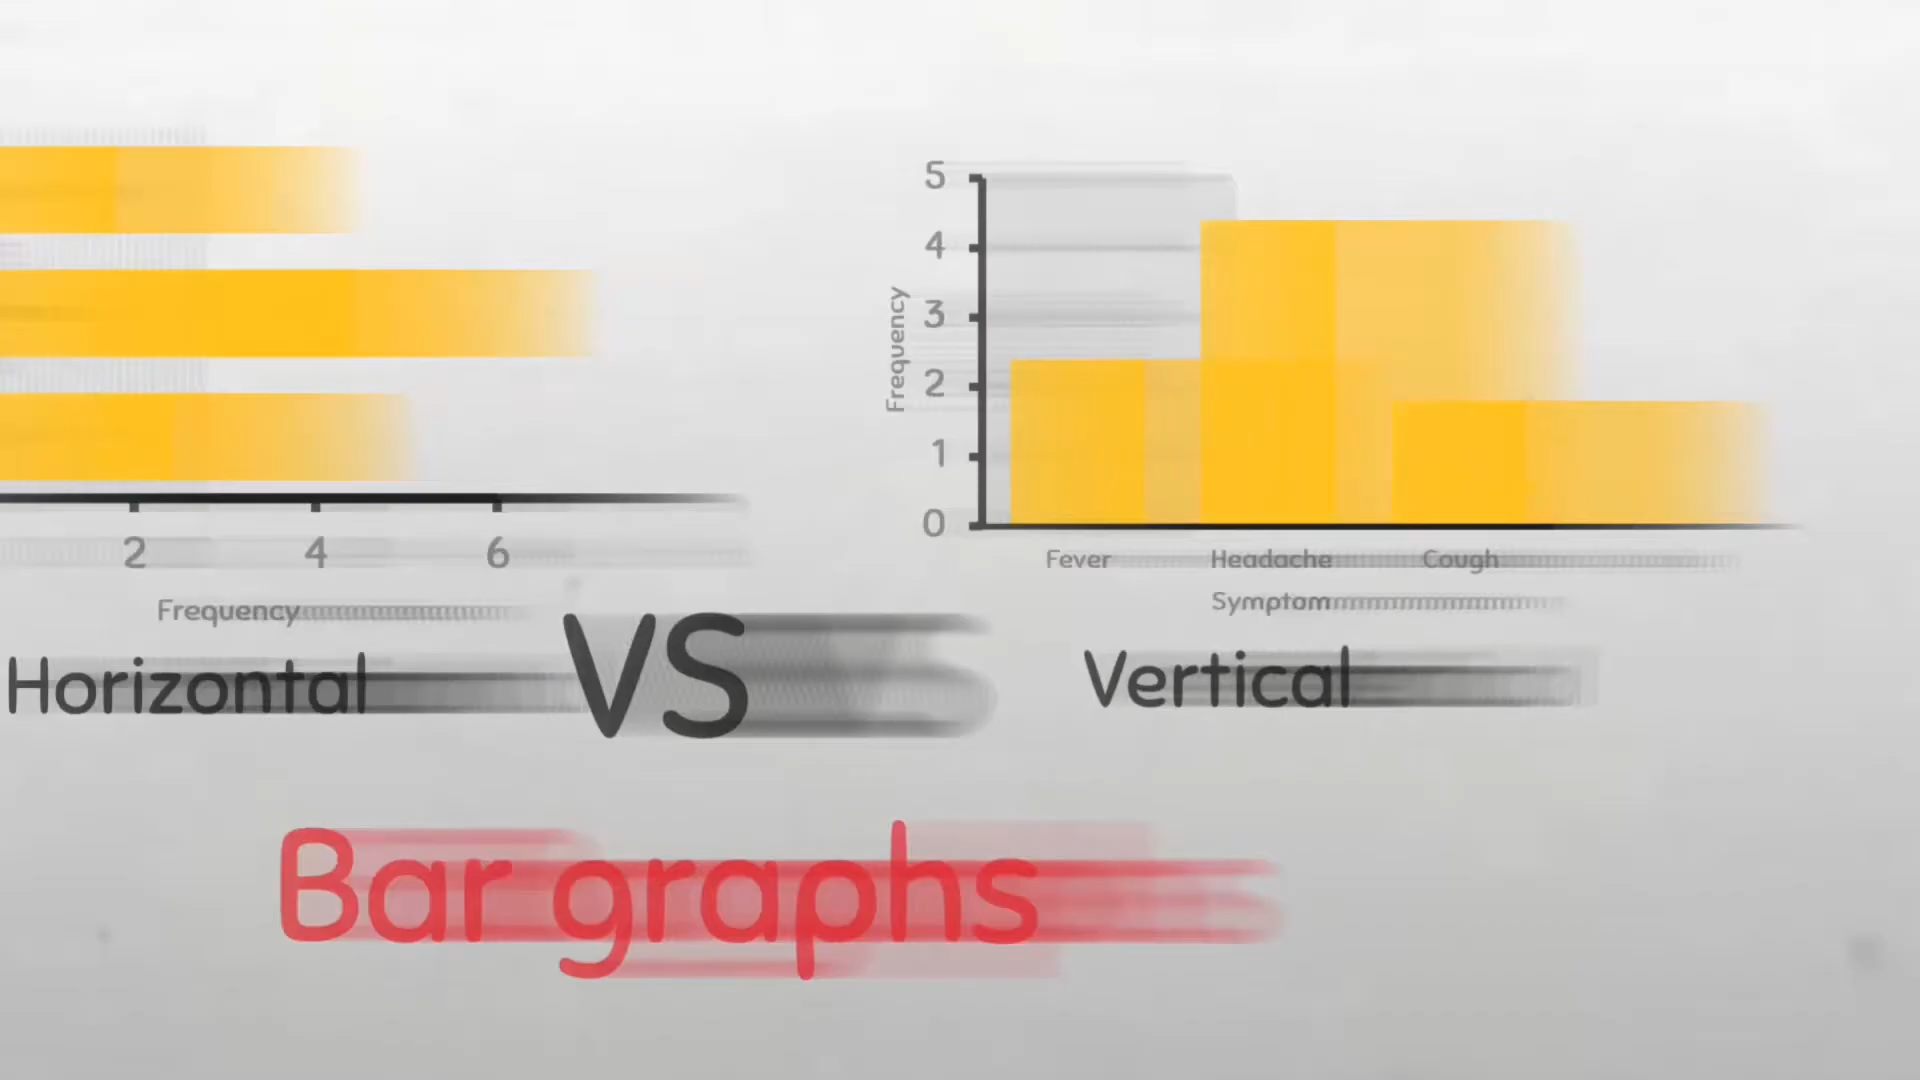 2 4 6
Frequency
Horizontal
VS
5
4
3
2
1
0
Frequency
Fever Headache Cough
Symptom
Vertical
Bar graphs